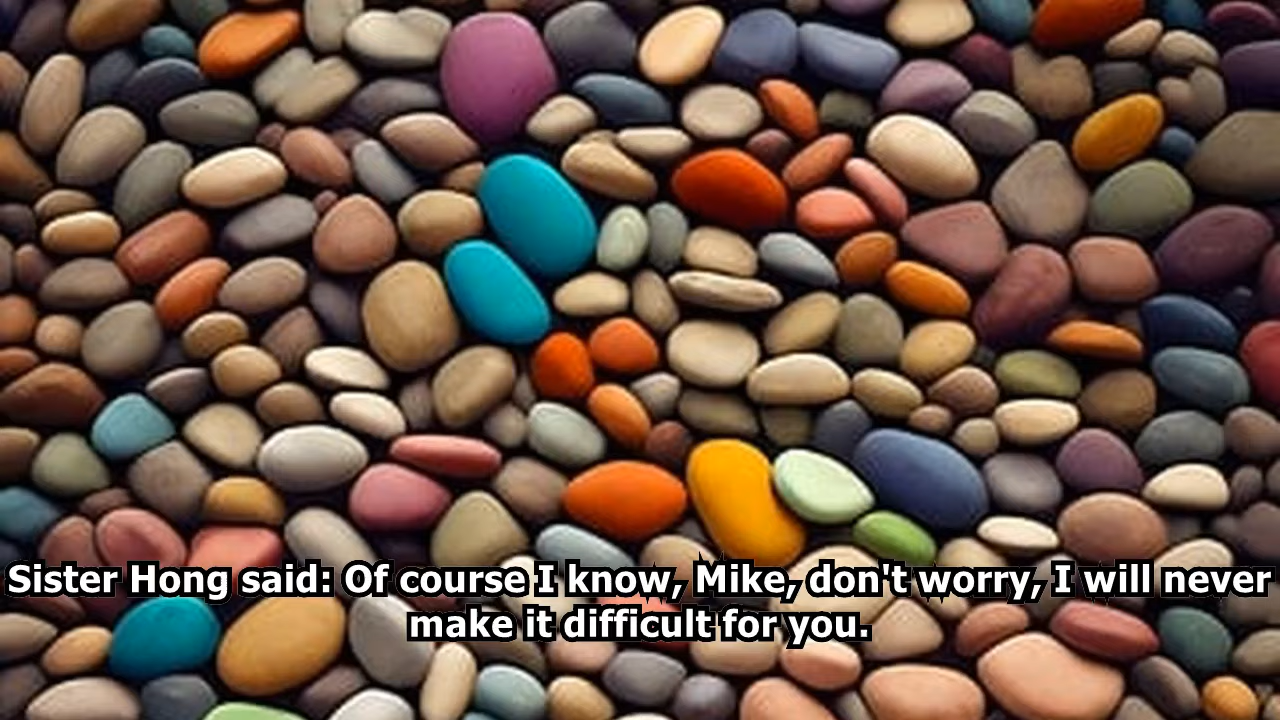 Sister Hong said: Of course I know, Mike, don't worry, I will never
make it difficult for you.